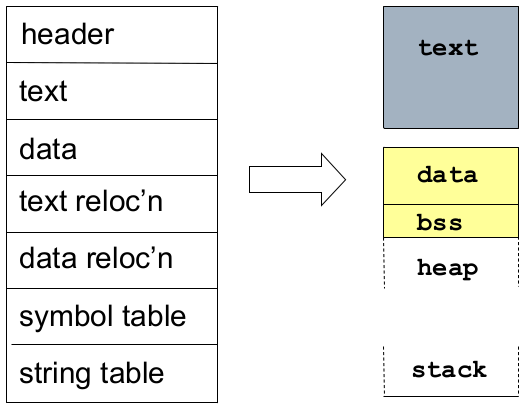 header
text
data
text reloc’n
data reloc’n
symbol table
string table
text
data
bss
heap
stack